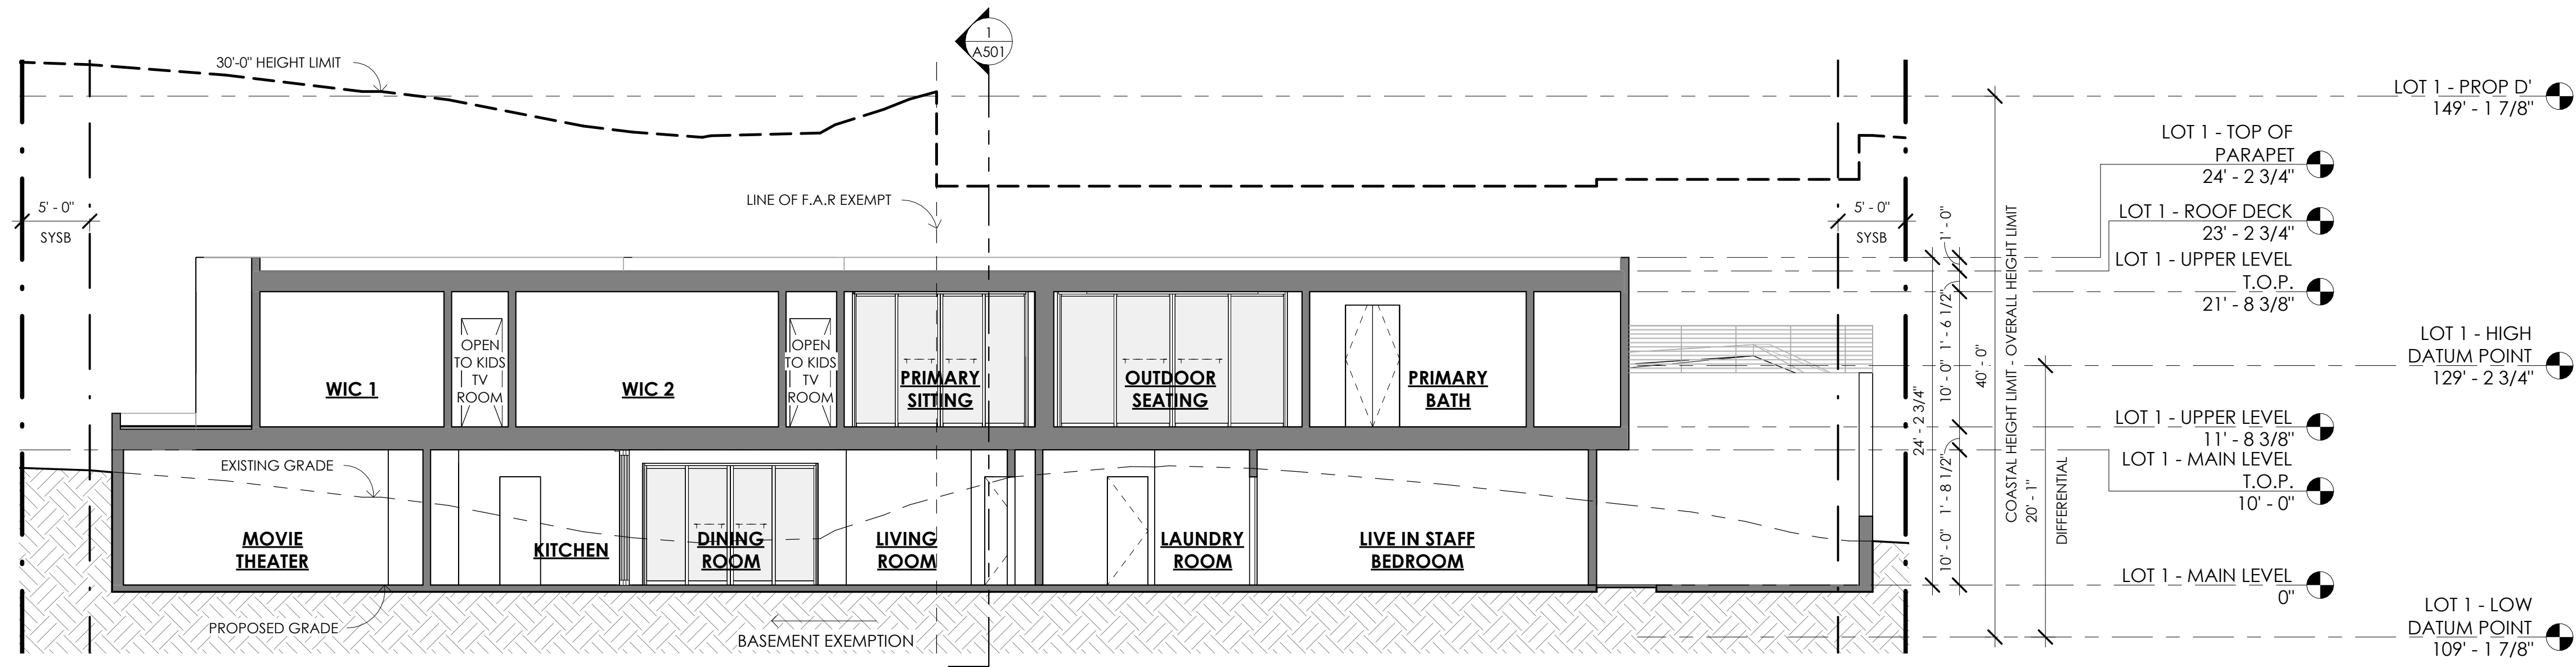 1
A501
30'-0" HEIGHT LIMIT
LOT 1 - PROP D'
149' - 1 7/8"
LOT 1 - TOP OF
PARAPET
24' - 2 3/4"
LINE OF F.A.R EXEMPT
5' - 0"
SYSB
5' - 0"
SYSB
1' - 0"
LOT 1 - ROOF DECK
23' - 2 3/4"
LOT 1 - UPPER LEVEL
T.O.P.
21' - 8 3/8"
1' - 6 1/2"
COASTAL HEIGHT LIMIT - OVERALL HEIGHT LIMIT
40' - 0"
LOT 1 - HIGH
DATUM POINT
129' - 2 3/4"
WIC 1
OPEN
TO KIDS
TV
ROOM
WIC 2
OPEN
TO KIDS
TV
ROOM
PRIMARY
SITTING
OUTDOOR
SEATING
PRIMARY
BATH
10' - 0"
24' - 2 3/4"
LOT 1 - UPPER LEVEL
11' - 8 3/8"
LOT 1 - MAIN LEVEL
T.O.P.
10' - 0"
1' - 8 1/2"
20' - 1"
DIFFERENTIAL
EXISTING GRADE
MOVIE
THEATER
KITCHEN
DINING
ROOM
LIVING
ROOM
LAUNDRY
ROOM
LIVE IN STAFF
BEDROOM
10' - 0"
LOT 1 - MAIN LEVEL
0"
PROPOSED GRADE
BASEMENT EXEMPTION
LOT 1 - LOW
DATUM POINT
109' - 1 7/8"